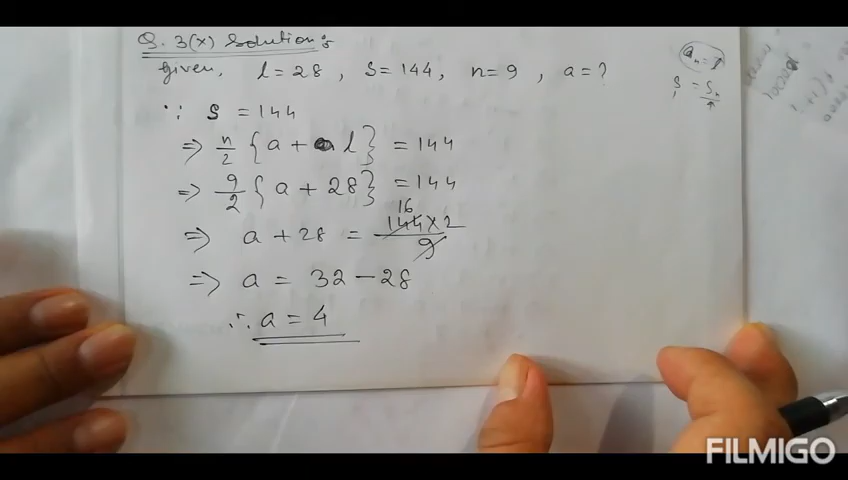 Q. 3(x) Solution:
given, l = 28 , S = 144, n = 9 , a = ?
∵ S = 144
⇒ n/2 {a + l} = 144
⇒ 9/2 {a + 28} = 144
16
⇒ a + 28 = 144×2/9
⇒ a = 32 – 28
∴ a = 4
aₙ = l
S = Sₙ
FILMIGO